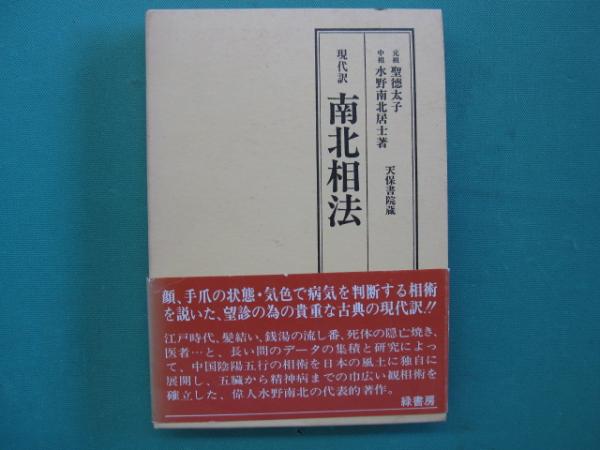 元祖 聖德太子
中祖 水野南北居士著
天保書院蔵
現代訳 南北相法
顔、手爪の状態・気色で病気を判断する相術
を説いた、望診の為の貴重な古典の現代訳!!
江戸時代、髪結い、銭湯の流し番、死体の隠亡焼き、
医者…と、長い間のデータの集積と研究によっ
て、中国陰陽五行の相術を日本の風土に独自に
展開し、五臓から精神病までの巾広い観相術を
確立した、偉人水野南北の代表的著作。
緑書房